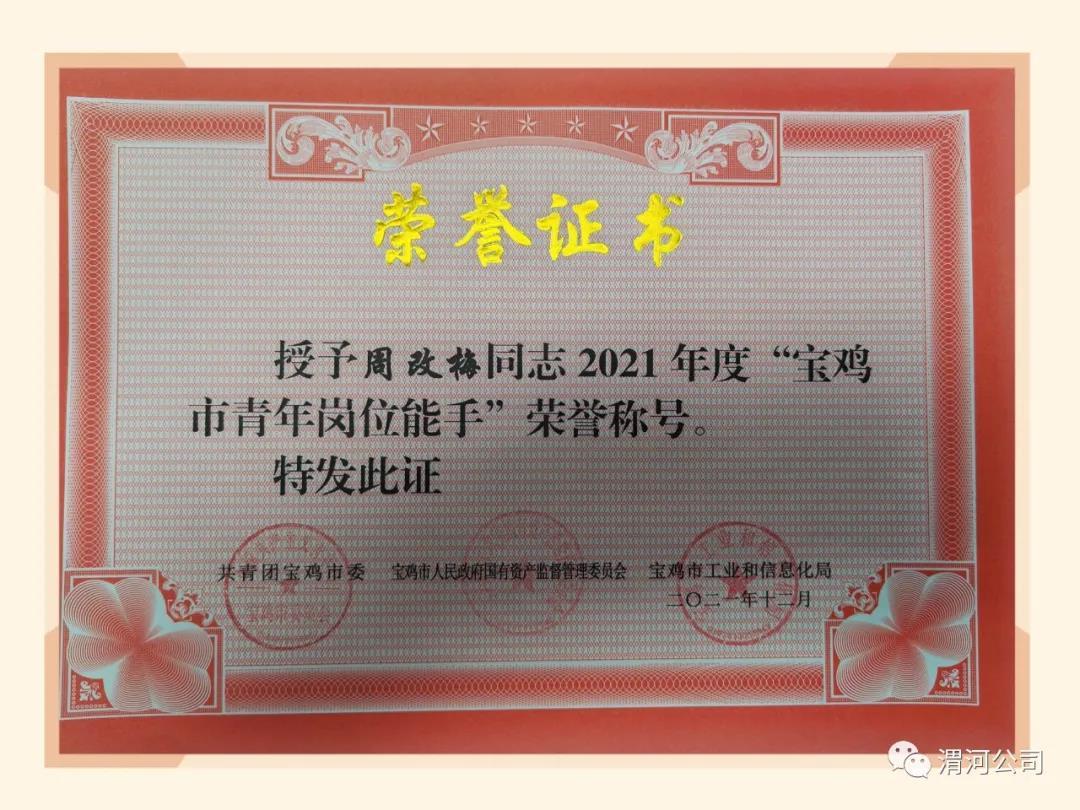 荣誉证书
授予周改梅同志 2021 年度“宝鸡
市青年岗位能手”荣誉称号。
特发此证
共青团宝鸡市委 宝鸡市人民政府国有资产监督管理委员会 宝鸡市工业和信息化局
二〇二一年十二月
渭河公司